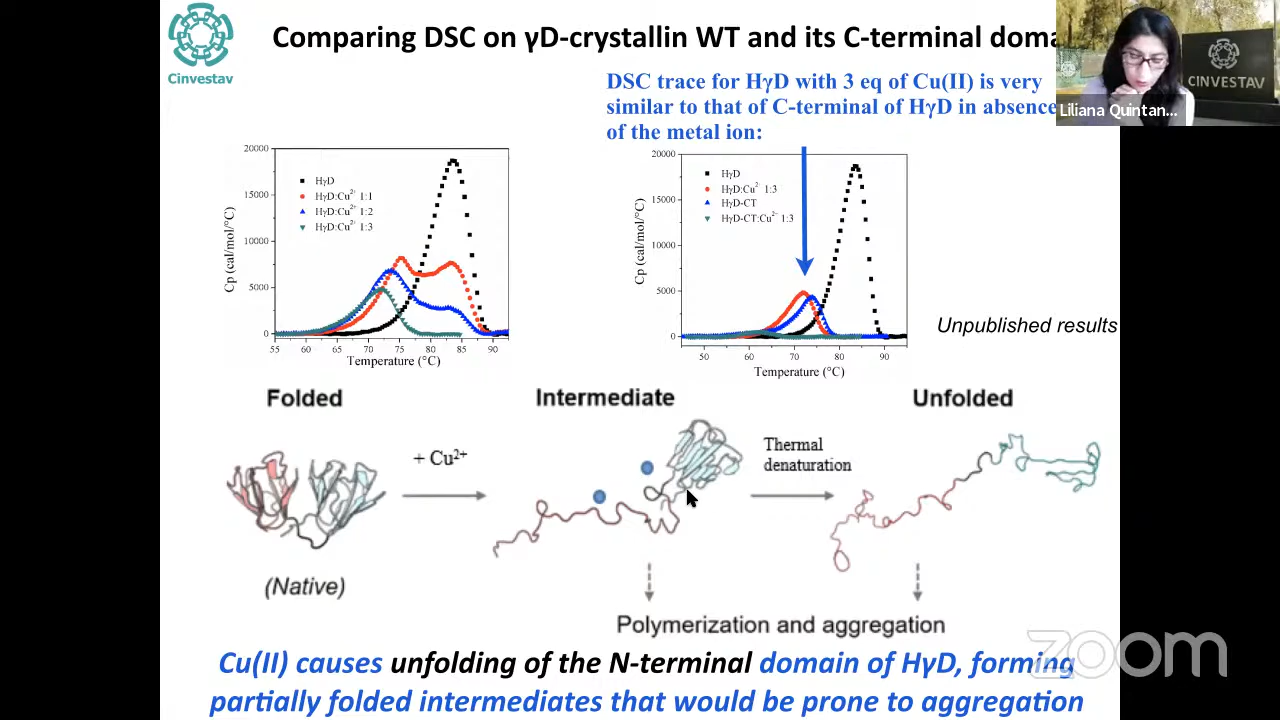 Cinvestav
Comparing DSC on γD-crystallin WT and its C-terminal doma
DSC trace for HγD with 3 eq of Cu(II) is very
similar to that of C-terminal of HγD in absence
of the metal ion:
CINVESTAV
Liliana Quintan...
20000
15000
10000
5000
0
Cp (cal/mol/°C)
HγD
HγD:Cu2+ 1:1
HγD:Cu2+ 1:2
HγD:Cu2+ 1:3
55 60 65 70 75 80 85 90
Temperature (°C)
20000
15000
10000
5000
0
Cp (cal/mol/°C)
HγD
HγD:Cu2+ 1:3
HγD-CT
HγD-CT:Cu2+ 1:3
50 60 70 80 90
Temperature (°C)
Unpublished results
Folded
Intermediate
Unfolded
+ Cu2+
Thermal
denaturation
(Native)
Polymerization and aggregation
zoom
Cu(II) causes unfolding of the N-terminal domain of HγD, forming
partially folded intermediates that would be prone to aggregation